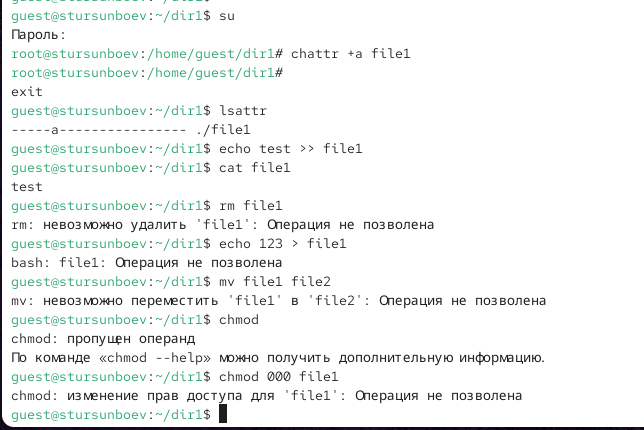 guest@stursunboev:~/dir1$ su
Пароль:
root@stursunboev:/home/guest/dir1# chattr +a file1
root@stursunboev:/home/guest/dir1#
exit
guest@stursunboev:~/dir1$ lsattr
-----a---------------- ./file1
guest@stursunboev:~/dir1$ echo test >> file1
guest@stursunboev:~/dir1$ cat file1
test
guest@stursunboev:~/dir1$ rm file1
rm: невозможно удалить 'file1': Операция не позволена
guest@stursunboev:~/dir1$ echo 123 > file1
bash: file1: Операция не позволена
guest@stursunboev:~/dir1$ mv file1 file2
mv: невозможно переместить 'file1' в 'file2': Операция не позволена
guest@stursunboev:~/dir1$ chmod
chmod: пропущен операнд
По команде «chmod --help» можно получить дополнительную информацию.
guest@stursunboev:~/dir1$ chmod 000 file1
chmod: изменение прав доступа для 'file1': Операция не позволена
guest@stursunboev:~/dir1$